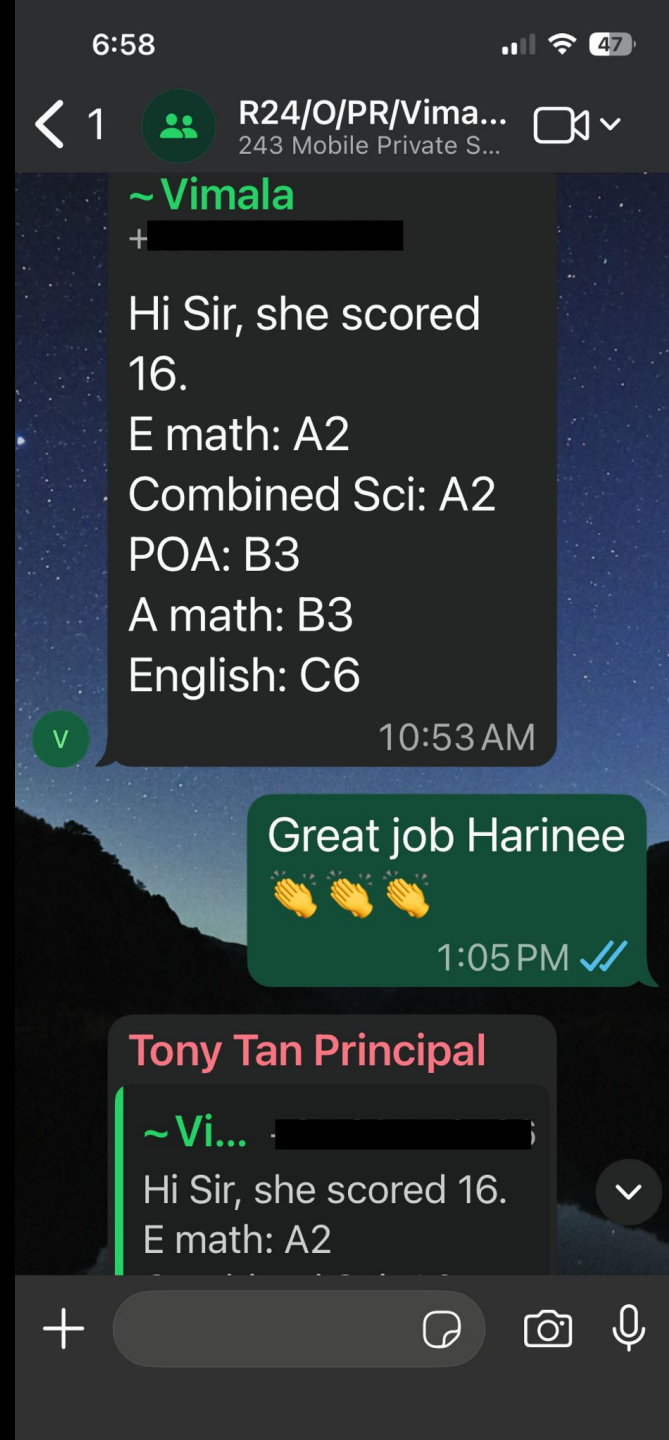 6:58
47
1
R24/O/PR/Vima...
243 Mobile Private S...
~Vimala
+
Hi Sir, she scored
16.
E math: A2
Combined Sci: A2
POA: B3
A math: B3
English: C6
10:53 AM
V
Great job Harinee
👏👏👏
1:05 PM
Tony Tan Principal
~Vi...
Hi Sir, she scored 16.
E math: A2